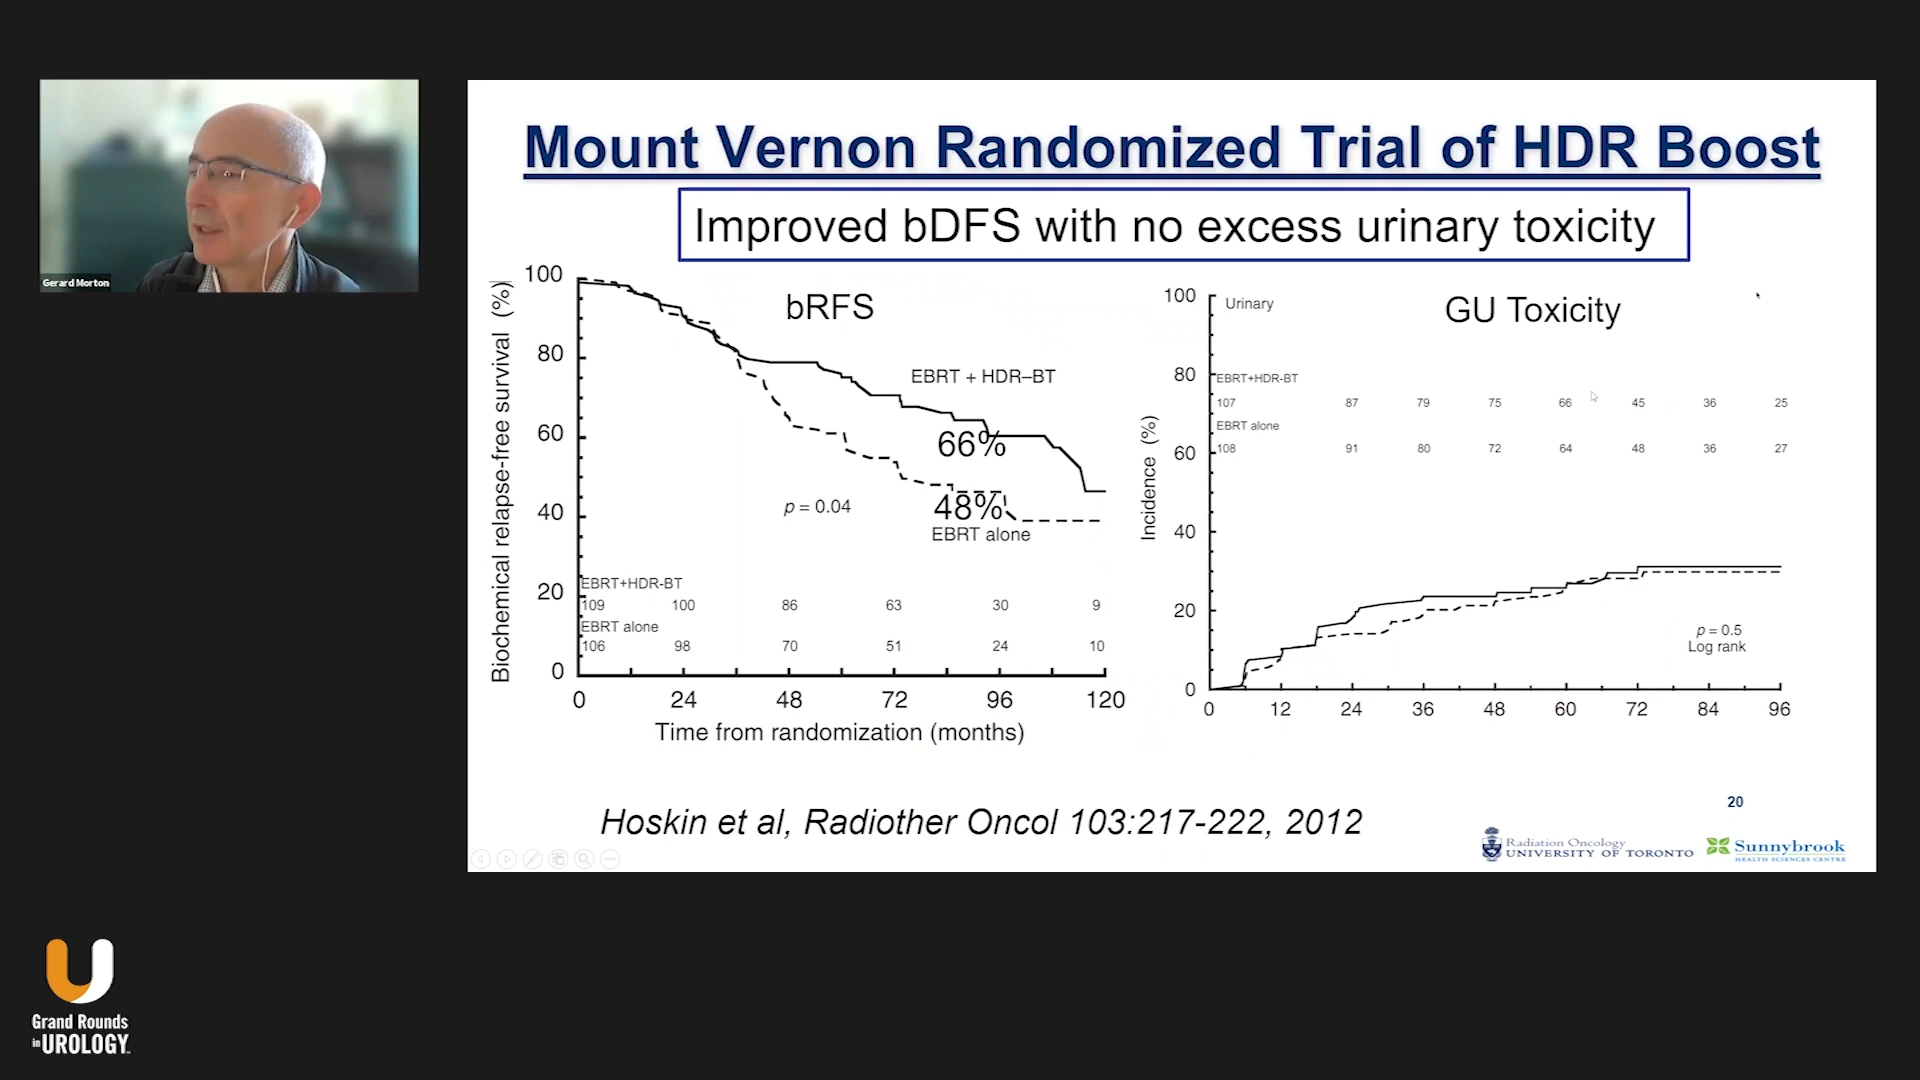 Gerard Morton
Mount Vernon Randomized Trial of HDR Boost
Improved bDFS with no excess urinary toxicity
bRFS
Biochemical relapse-free survival (%)
100
80
60
40
20
0
EBRT + HDR–BT
66%
48%
p = 0.04
EBRT alone
EBRT+HDR-BT
109 100 86 63 30 9
EBRT alone
106 98 70 51 24 10
0 24 48 72 96 120
Time from randomization (months)
GU Toxicity
Urinary
Incidence (%)
100
80
60
40
20
0
EBRT+HDR-BT
107 87 79 75 66 45 36 25
EBRT alone
108 91 80 72 64 48 36 27
p = 0.5
Log rank
0 12 24 36 48 60 72 84 96
Hoskin et al, Radiother Oncol 103:217-222, 2012
20
Radiation Oncology
UNIVERSITY OF TORONTO
Sunnybrook
HEALTH SCIENCES CENTRE
Grand Rounds
in UROLOGY